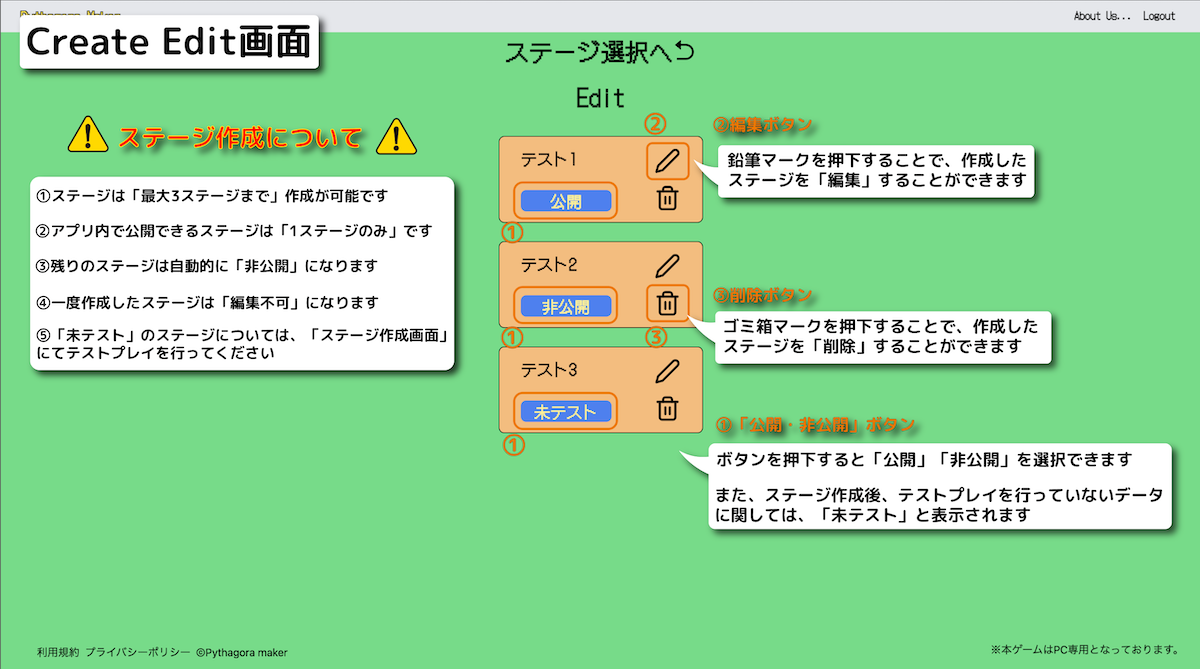 About Us... Logout
Create Edit画面
ステージ選択へ
Edit
ステージ作成について
①ステージは「最大3ステージまで」作成が可能です
②アプリ内で公開できるステージは「1ステージのみ」です
③残りのステージは自動的に「非公開」になります
④一度作成したステージは「編集不可」になります
⑤「未テスト」のステージについては、「ステージ作成画面」
にてテストプレイを行ってください
②
テスト1
公開
①
テスト2
非公開
①
③
テスト3
未テスト
①
②編集ボタン
鉛筆マークを押下することで、作成した
ステージを「編集」することができます
③削除ボタン
ゴミ箱マークを押下することで、作成した
ステージを「削除」することができます
①「公開・非公開」ボタン
ボタンを押下すると「公開」「非公開」を選択できます
また、ステージ作成後、テストプレイを行っていないデータ
に関しては、「未テスト」と表示されます
利用規約 プライバシーポリシー ©Pythagora maker
※本ゲームはPC専用となっております。